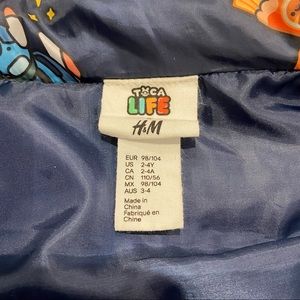 TOCA
LIFE
H&M
EUR 98/104
US 2-4Y
CA 2-4A
CN 110/56
MX 98/104
AUS 3-4
Made in
China
Fabriqué en
Chine